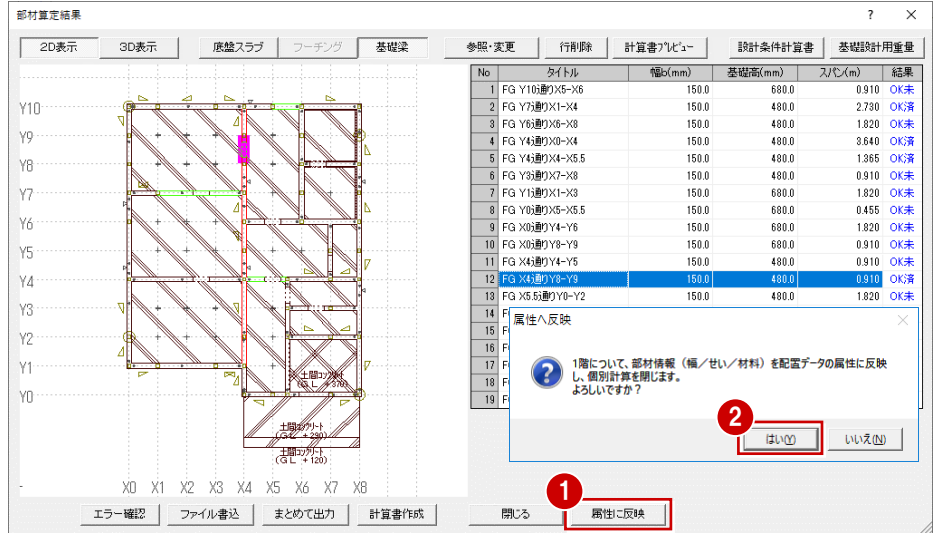 部材算定結果
? ×
2D表示 3D表示 底盤スラブ フーチング 基礎梁 参照・変更 行削除 計算書プレビュー 設計条件計算書 基礎設計用重量
No タイトル 幅b(mm) 基礎高(mm) スパン(m) 結果
1 FG Y10通りX5-X6 150.0 680.0 0.910 OK未
2 FG Y7通りX1-X4 150.0 480.0 2.730 OK済
3 FG Y6通りX6-X8 150.0 480.0 1.820 OK未
4 FG Y4通りX0-X4 150.0 480.0 3.640 OK済
5 FG Y4通りX4-X5.5 150.0 480.0 1.365 OK済
6 FG Y3通りX7-X8 150.0 480.0 0.910 OK未
7 FG Y1通りX1-X3 150.0 680.0 1.820 OK未
8 FG Y0通りX5-X5.5 150.0 680.0 0.455 OK未
9 FG X0通りY4-Y6 150.0 680.0 1.820 OK未
10 FG X0通りY8-Y9 150.0 680.0 0.910 OK未
11 FG X4通りY4-Y5 150.0 480.0 0.910 OK未
12 FG X4通りY8-Y9 150.0 480.0 0.910 OK済
13 FG X5.5通りY0-Y2 150.0 480.0 1.820 OK未
14
15
16
17
18
19
Y10
Y9
Y8
Y7
Y6
Y5
Y4
Y3
Y2
Y1
Y0
土間コンクリート
(GL +370)
土間コンクリート
(GL +290)
土間コンクリート
(GL +120)
X0 X1 X2 X3 X4 X5 X6 X7 X8
属性へ反映 ×
1階について、部材情報（幅／せい／材料）を配置データの属性に反映
し、個別計算を閉じます。
よろしいですか？
2
はい(Y) いいえ(N)
1
エラー確認 ファイル書込 まとめて出力 計算書作成 閉じる 属性に反映